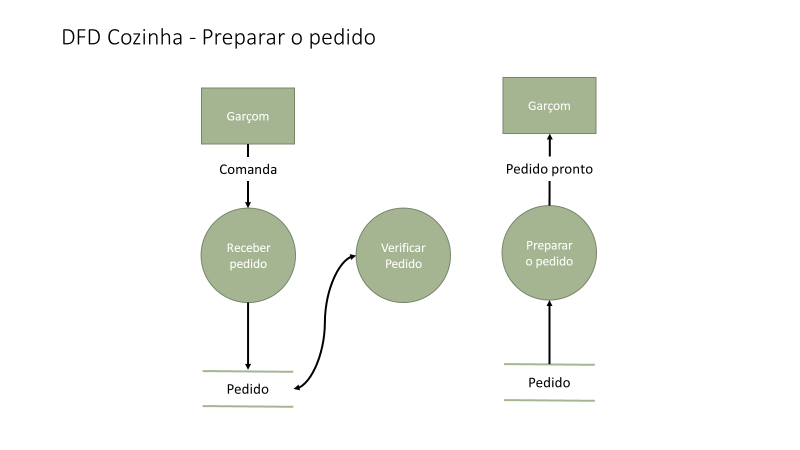 DFD Cozinha - Preparar o pedido
Garçom
Comanda
Receber
pedido
Pedido
Verificar
Pedido
Garçom
Pedido pronto
Preparar
o pedido
Pedido